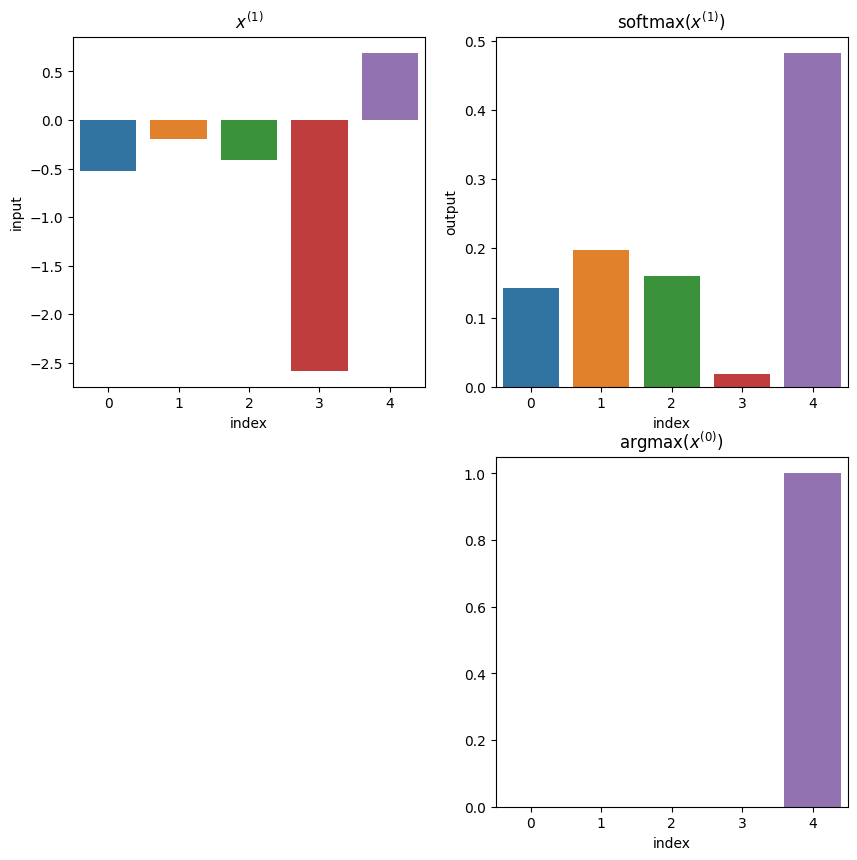 x^(1)
0.5
0.0
−0.5
−1.0
−1.5
−2.0
−2.5
input
0 1 2 3 4
index
softmax(x^(1))
0.5
0.4
0.3
0.2
0.1
0.0
output
0 1 2 3 4
index
argmax(x^(0))
1.0
0.8
0.6
0.4
0.2
0.0
0 1 2 3 4
index